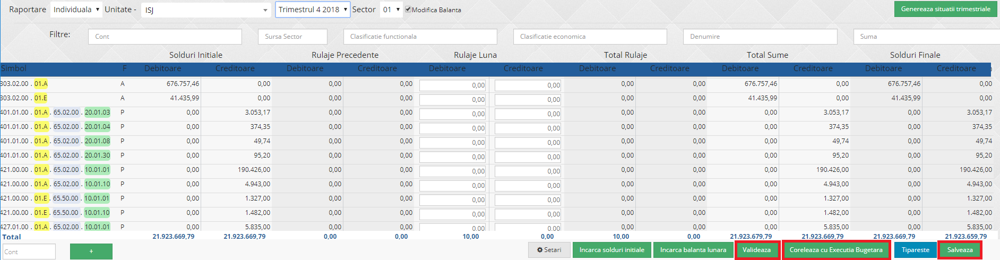 Raportare Individuala Unitate - ISJ Trimestrul 4 2018 Sector 01 Modifica Balanta Genereaza situatii trimestriale
Filtre: Cont Sursa Sector Clasificatie functionala Clasificatie economica Denumire Suma
Solduri Initiale Rulaje Precedente Rulaje Luna Total Rulaje Total Sume Solduri Finale
Simbol F Debitoare Creditoare Debitoare Creditoare Debitoare Creditoare Debitoare Creditoare Debitoare Creditoare Debitoare Creditoare
303.02.00 . 01.A A 676.757,46 0,00 0,00 0,00 0,00 0,00 0,00 0,00 676.757,46 0,00 676.757,46 0,00
303.02.00 . 01.E A 41.435,99 0,00 0,00 0,00 0,00 0,00 0,00 0,00 41.435,99 0,00 41.435,99 0,00
401.01.00 . 01.A . 65.02.00 . 20.01.03 P 0,00 3.053,17 0,00 0,00 0,00 0,00 0,00 0,00 0,00 3.053,17 0,00 3.053,17
401.01.00 . 01.A . 65.02.00 . 20.01.04 P 0,00 374,35 0,00 0,00 0,00 0,00 0,00 0,00 0,00 374,35 0,00 374,35
401.01.00 . 01.A . 65.02.00 . 20.01.08 P 0,00 49,74 0,00 0,00 0,00 0,00 0,00 0,00 0,00 49,74 0,00 49,74
401.01.00 . 01.A . 65.02.00 . 20.01.30 P 0,00 95,20 0,00 0,00 0,00 0,00 0,00 0,00 0,00 95,20 0,00 95,20
421.00.00 . 01.A . 65.02.00 . 10.01.01 P 0,00 190.426,00 0,00 0,00 0,00 0,00 0,00 0,00 0,00 190.426,00 0,00 190.426,00
421.00.00 . 01.A . 65.02.00 . 10.01.10 P 0,00 4.943,00 0,00 0,00 0,00 0,00 0,00 0,00 0,00 4.943,00 0,00 4.943,00
421.00.00 . 01.E . 65.50.00 . 10.01.01 P 0,00 1.327,00 0,00 0,00 0,00 0,00 0,00 0,00 0,00 1.327,00 0,00 1.327,00
421.00.00 . 01.E . 65.50.00 . 10.01.10 P 0,00 1.482,00 0,00 0,00 0,00 0,00 0,00 0,00 0,00 1.482,00 0,00 1.482,00
427.01.00 . 01.A . 65.02.00 . 10.01.01 P 0,00 5.835,00 0,00 0,00 0,00 0,00 0,00 0,00 0,00 5.835,00 0,00 5.835,00
Total 21.923.669,79 21.923.669,79 0,00 0,00 10,00 0,00 10,00 0,00 21.923.679,79 21.923.669,79 21.923.669,79 21.923.659,79
Cont + Setari Incarca solduri initiale Incarca balanta lunara Valideaza Coreleaza cu Executia Bugetara Tipareste Salveaza